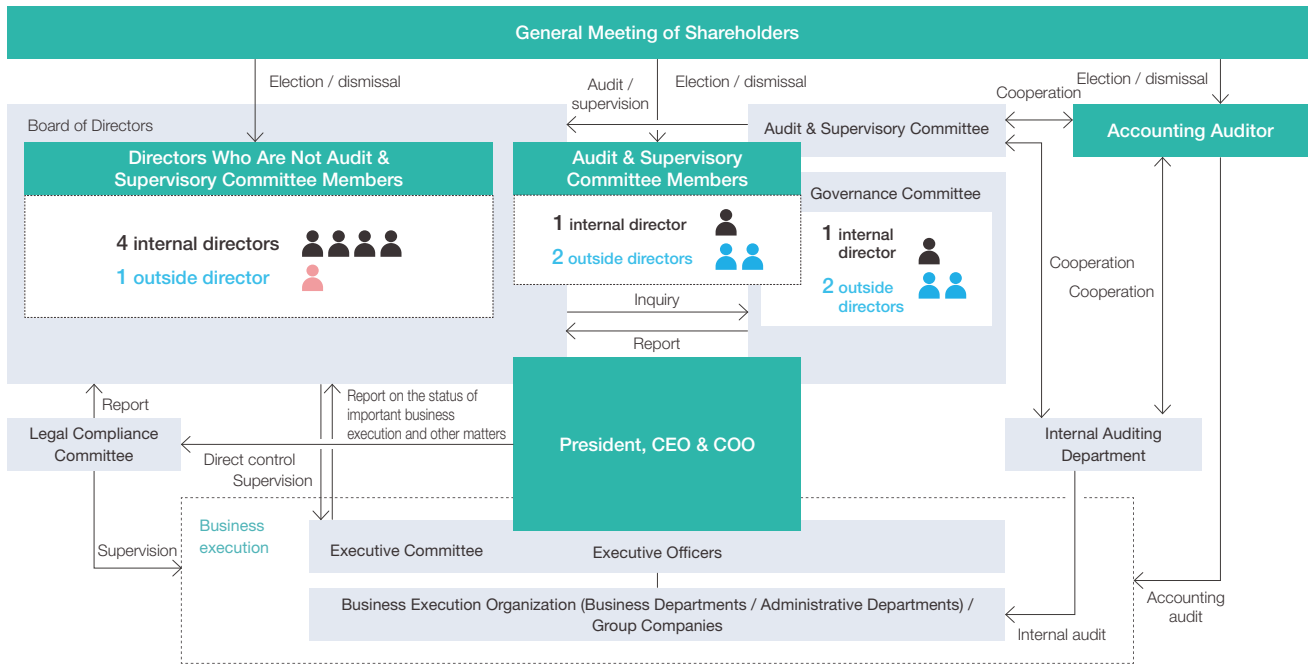 General Meeting of Shareholders
Election / dismissal
Audit /
supervision
Election / dismissal
Election / dismissal
Cooperation
Board of Directors
Audit & Supervisory Committee
Accounting Auditor
Directors Who Are Not Audit &
Supervisory Committee Members
Audit & Supervisory
Committee Members
4 internal directors
1 outside director
1 internal director
2 outside directors
Governance Committee
1 internal
director
2 outside
directors
Cooperation
Cooperation
Inquiry
Report
Report
Report on the status of
important business
execution and other matters
Legal Compliance
Committee
President, CEO & COO
Internal Auditing
Department
Direct control
Supervision
Business
execution
Supervision
Executive Committee
Executive Officers
Business Execution Organization (Business Departments / Administrative Departments) /
Group Companies
Internal audit
Accounting
audit